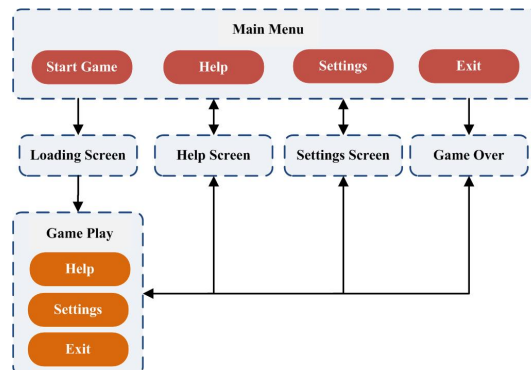 Main Menu
Start Game
Help
Settings
Exit
Loading Screen
Help Screen
Settings Screen
Game Over
Game Play
Help
Settings
Exit